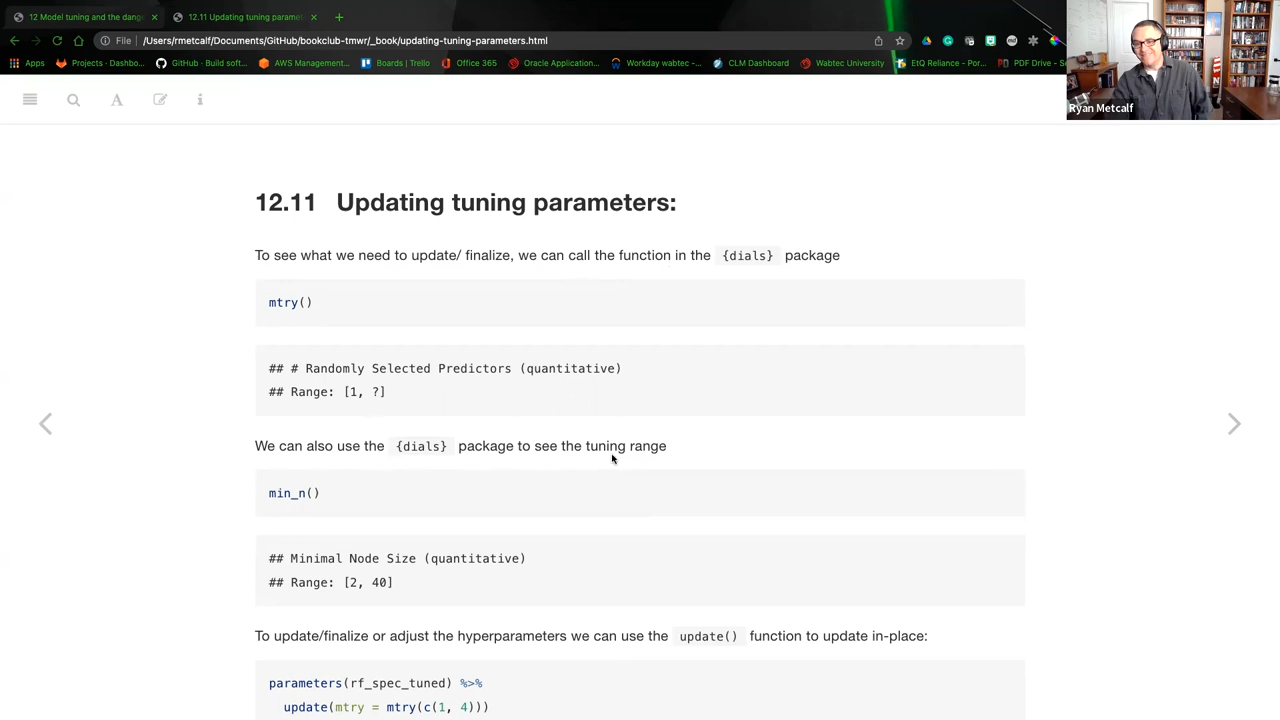 12 Model tuning and the dang
12.11 Updating tuning paramet
File
/Users/rmetcalf/Documents/GitHub/bookclub-tmwr/_book/updating-tuning-parameters.html
Apps
Projects - Dashbo...
GitHub - Build soft...
AWS Management...
Boards | Trello
Office 365
Oracle Application...
Workday wabtec -...
CLM Dashboard
Wabtec University
EtQ Reliance - Por...
PDF Drive - S
Ryan Metcalf
12.11 Updating tuning parameters:
To see what we need to update/ finalize, we can call the function in the {dials} package
mtry()
## # Randomly Selected Predictors (quantitative)
## Range: [1, ?]
We can also use the {dials} package to see the tuning range
min_n()
## Minimal Node Size (quantitative)
## Range: [2, 40]
To update/finalize or adjust the hyperparameters we can use the update() function to update in-place:
parameters(rf_spec_tuned) %>%
update(mtry = mtry(c(1, 4)))